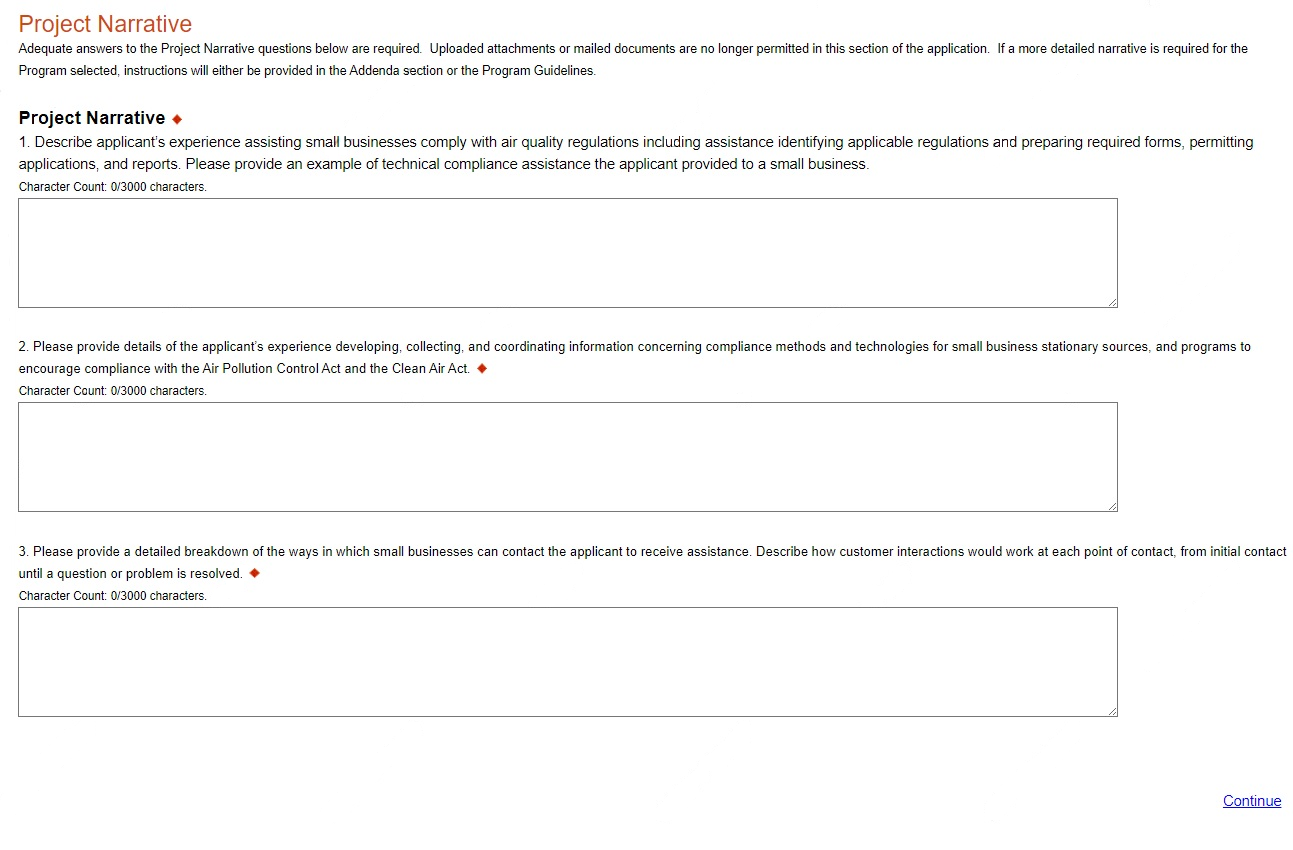 Project Narrative
Adequate answers to the Project Narrative questions below are required.  Uploaded attachments or mailed documents are no longer permitted in this section of the application.  If a more detailed narrative is required for the
Program selected, instructions will either be provided in the Addenda section or the Program Guidelines.
Project Narrative ◆
1. Describe applicant's experience assisting small businesses comply with air quality regulations including assistance identifying applicable regulations and preparing required forms, permitting
applications, and reports. Please provide an example of technical compliance assistance the applicant provided to a small business.
Character Count: 0/3000 characters.
2. Please provide details of the applicant's experience developing, collecting, and coordinating information concerning compliance methods and technologies for small business stationary sources, and programs to
encourage compliance with the Air Pollution Control Act and the Clean Air Act. ◆
Character Count: 0/3000 characters.
3. Please provide a detailed breakdown of the ways in which small businesses can contact the applicant to receive assistance. Describe how customer interactions would work at each point of contact, from initial contact
until a question or problem is resolved. ◆
Character Count: 0/3000 characters.
Continue